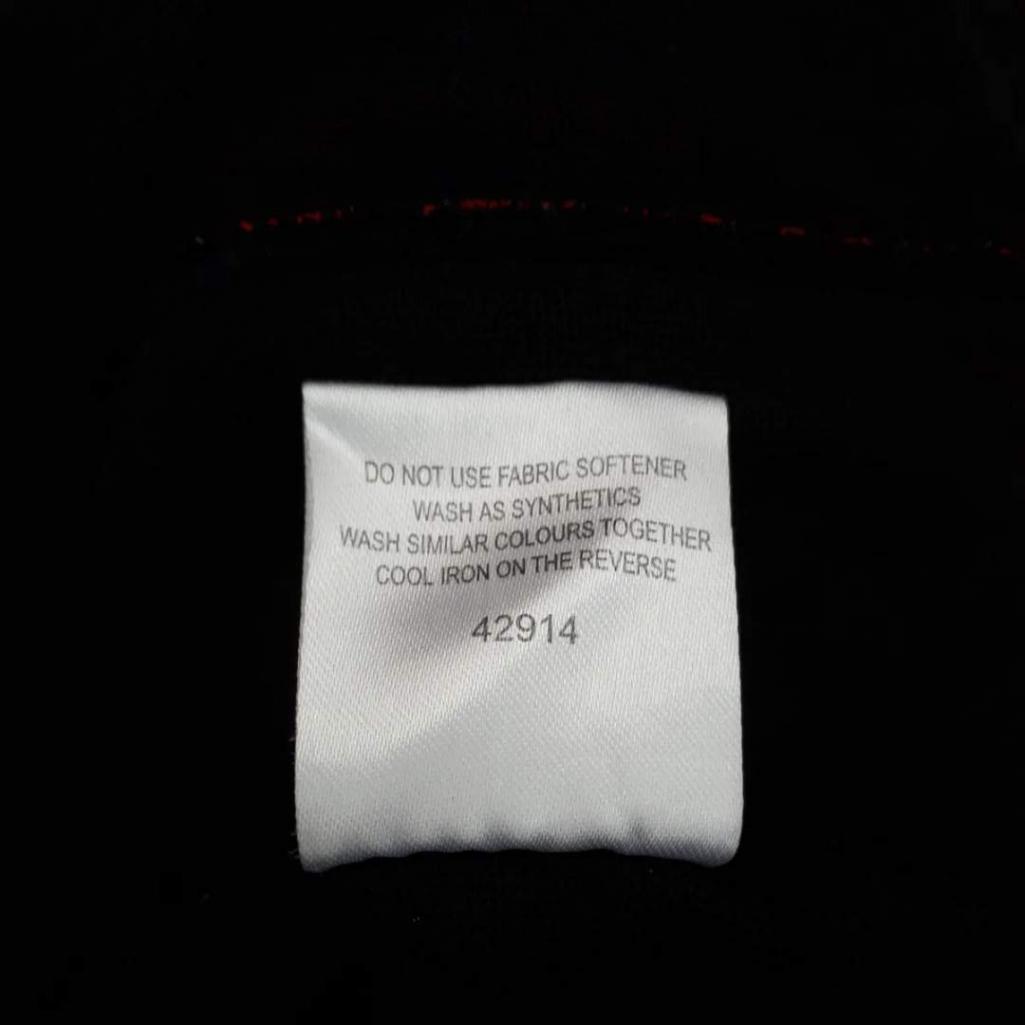 DO NOT USE FABRIC SOFTENER
WASH AS SYNTHETICS
WASH SIMILAR COLOURS TOGETHER
COOL IRON ON THE REVERSE
42914